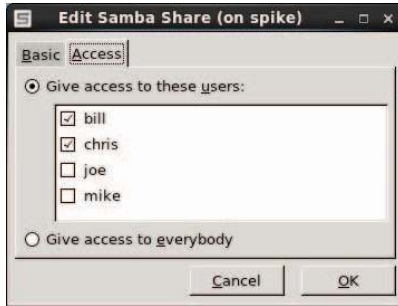 Edit Samba Share (on spike)
Basic Access
Give access to these users:
bill
chris
joe
mike
Give access to everybody
Cancel OK